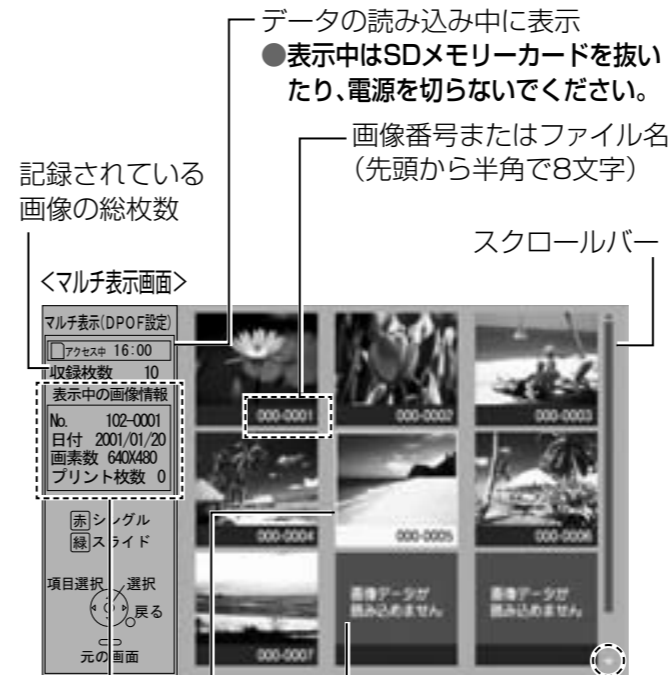 データの読み込み中に表示
●表示中はSDメモリーカードを抜い
たり、電源を切らないでください。
画像番号またはファイル名
（先頭から半角で8文字）
記録されている
画像の総枚数
スクロールバー
＜マルチ表示画面＞
マルチ表示(DPOF設定)
アクセス中 16:00
収録枚数 10
表示中の画像情報
No. 102-0001
日付 2001/01/20
画素数 640X480
プリント枚数 0
赤 シングル
緑 スライド
項目選択 選択
戻る
元の画面
000-0001
000-0002
000-0003
000-0004
000-0005
000-0006
000-0007
画像データが
読み込めません
画像データが
読み込めません